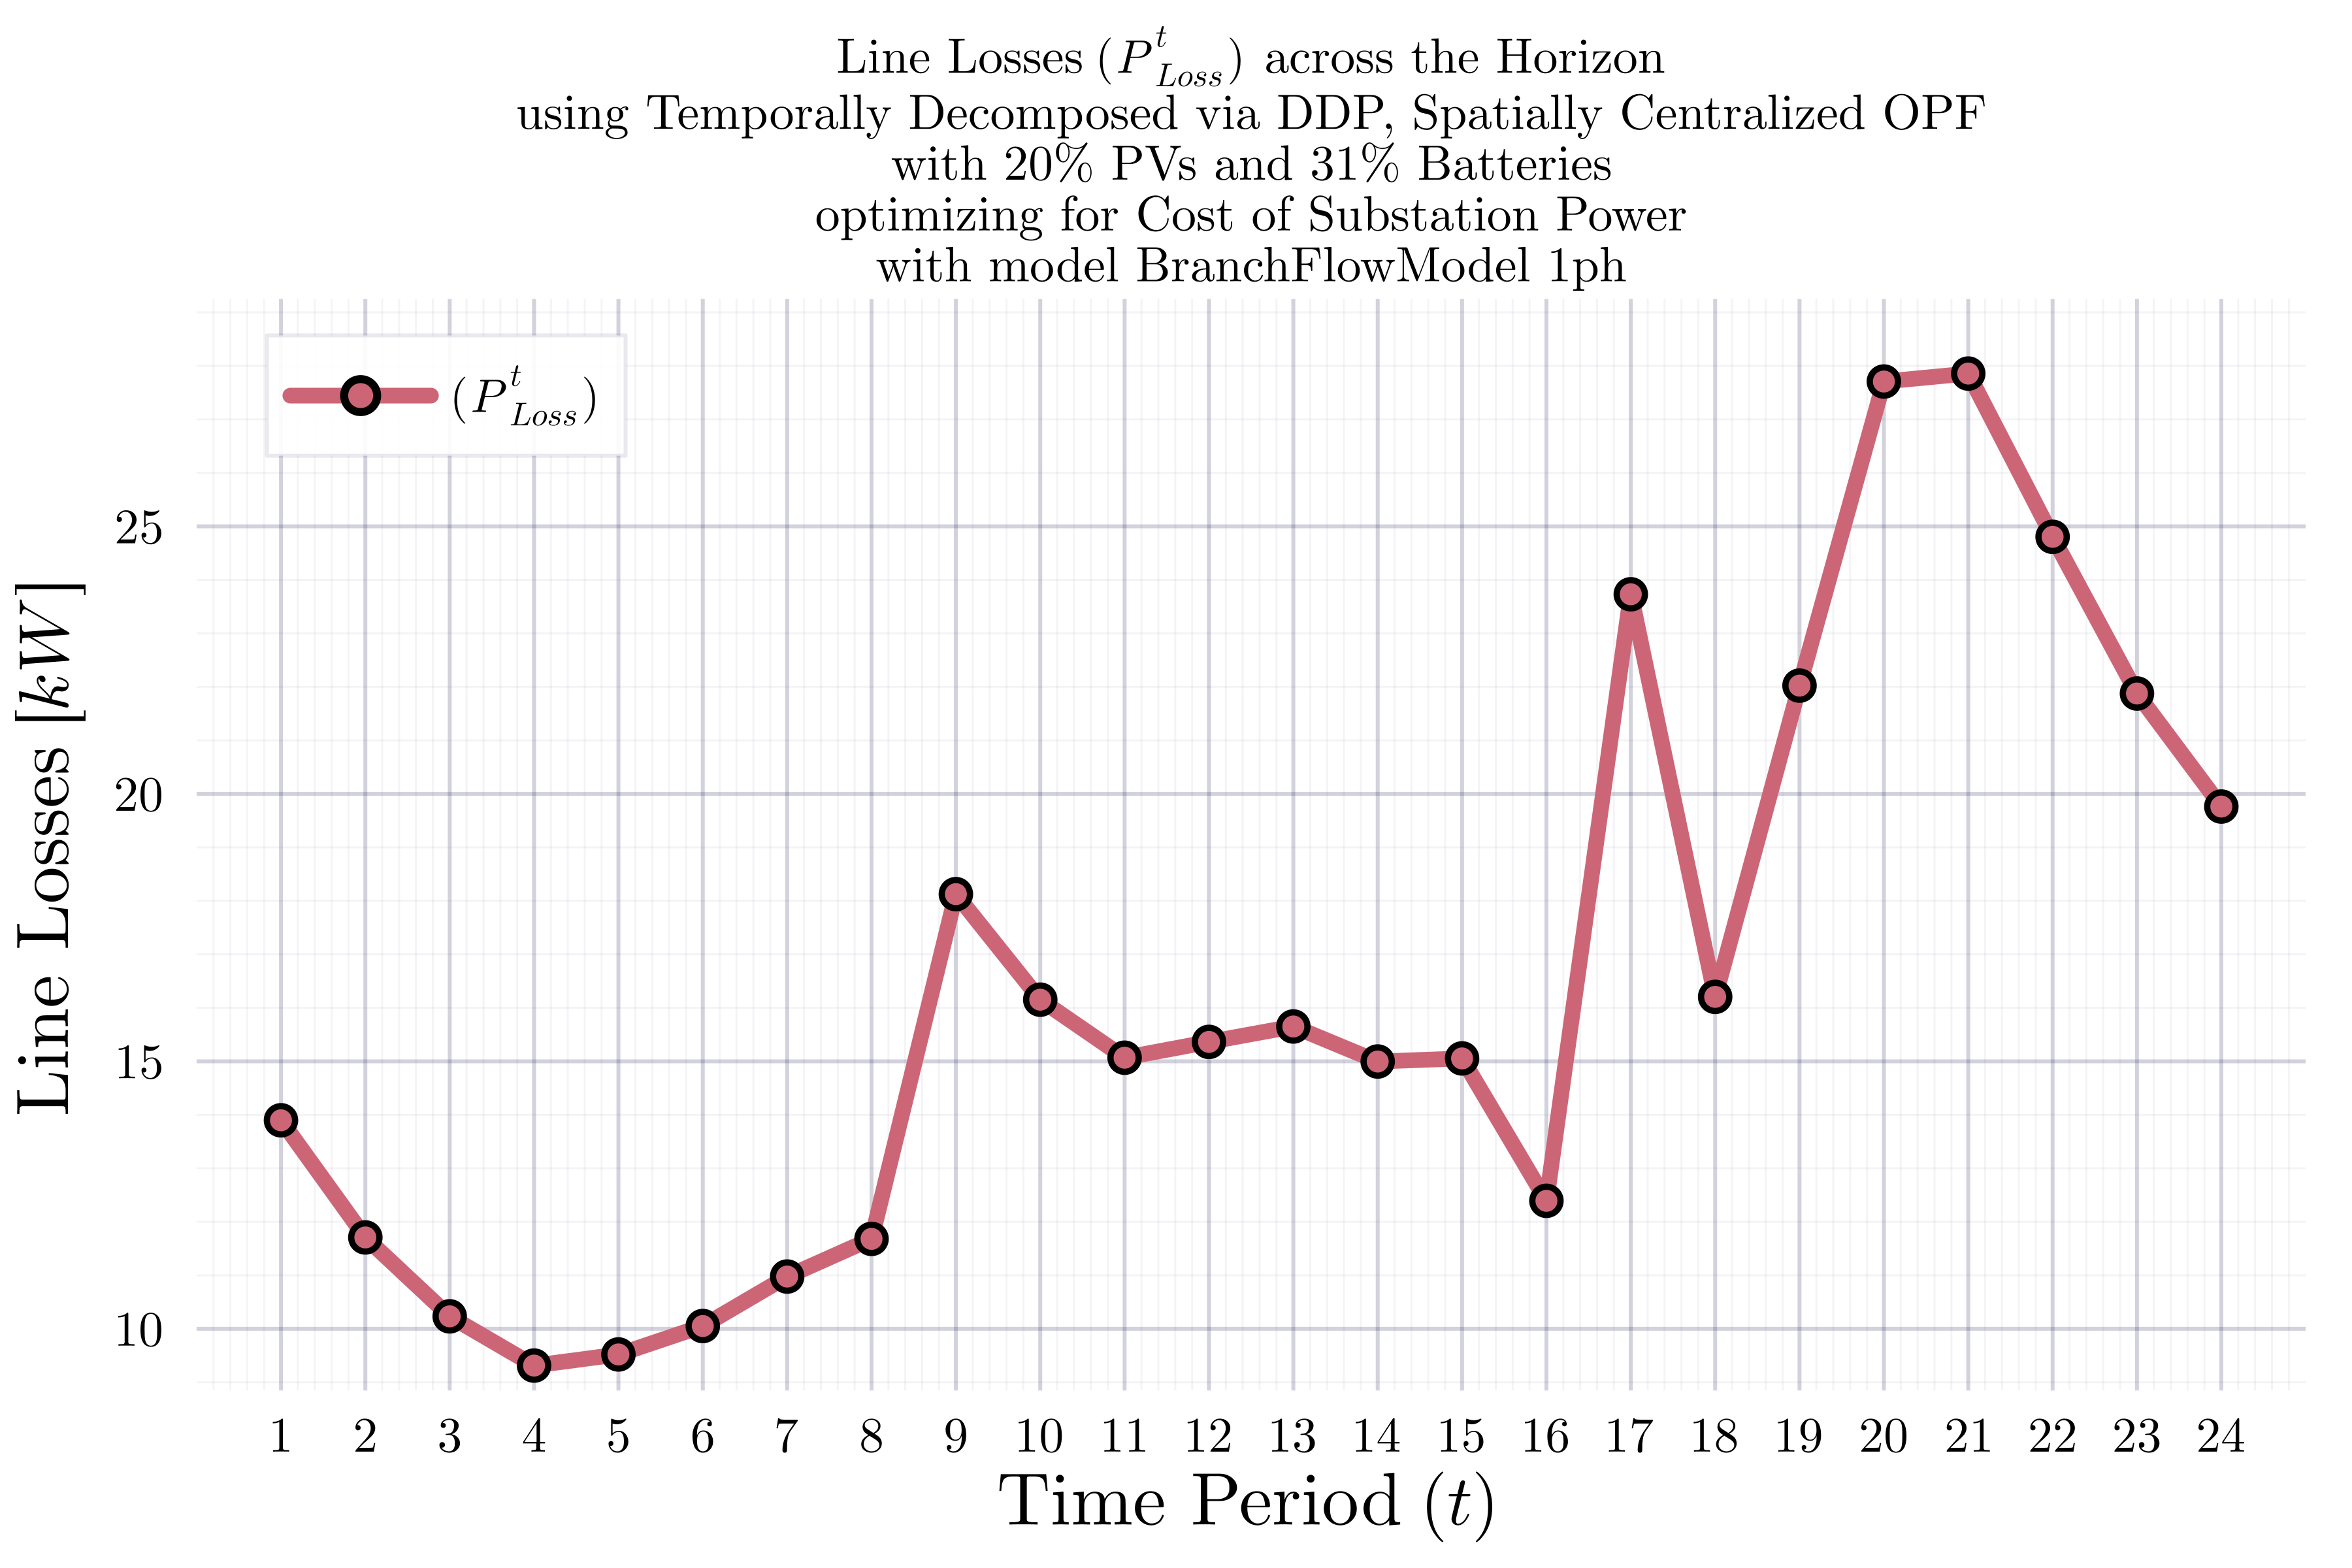 Line Losses (P^t_Loss) across the Horizon
using Temporally Decomposed via DDP, Spatially Centralized OPF
with 20% PVs and 31% Batteries
optimizing for Cost of Substation Power
with model BranchFlowModel 1ph
(P^t_Loss)
Line Losses [kW]
25
20
15
10
1 2 3 4 5 6 7 8 9 10 11 12 13 14 15 16 17 18 19 20 21 22 23 24
Time Period (t)